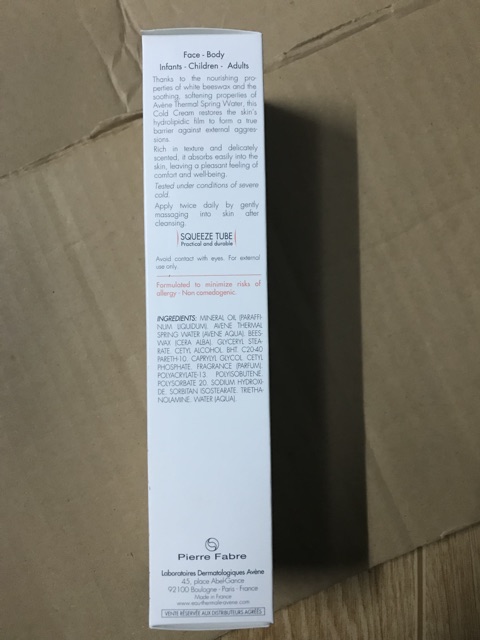 Face - Body
Infants - Children - Adults
Thanks to the nourishing pro-
perties of white beeswax and the
soothing, softening properties of
Avène Thermal Spring Water, this
Cold Cream restores the skin's
hydrolipidic film to form a true
barrier against external aggres-
sions.
Rich in texture and delicately
scented, it absorbs easily into the
skin, leaving a pleasant feeling of
comfort and well-being.
Tested under conditions of severe
cold.
Apply twice daily by gently
massaging into skin after
cleansing.
SQUEEZE TUBE
Practical and durable
Avoid contact with eyes. For external
use only.
Formulated to minimize risks of
allergy - Non comedogenic.
INGREDIENTS: MINERAL OIL (PARAFFI-
NUM LIQUIDUM). AVENE THERMAL
SPRING WATER (AVENE AQUA). BEES-
WAX (CERA ALBA). GLYCERYL STEA-
RATE. CETYL ALCOHOL. BHT. C20-40
PARETH-10. CAPRYLYL GLYCOL. CETYL
PHOSPHATE. FRAGRANCE (PARFUM).
POLYACRYLATE-13. POLYISOBUTENE.
POLYSORBATE 20. SODIUM HYDROXI-
DE. SORBITAN ISOSTEARATE. TRIETHA-
NOLAMINE. WATER (AQUA).
Pierre Fabre
Laboratoires Dermatologiques Avène
45, place Abel-Gance
92100 Boulogne - Paris - France
Made in France
www.eau-thermale-avene.com
VENTE RÉSERVÉE AUX DISTRIBUTEURS AGRÉÉS